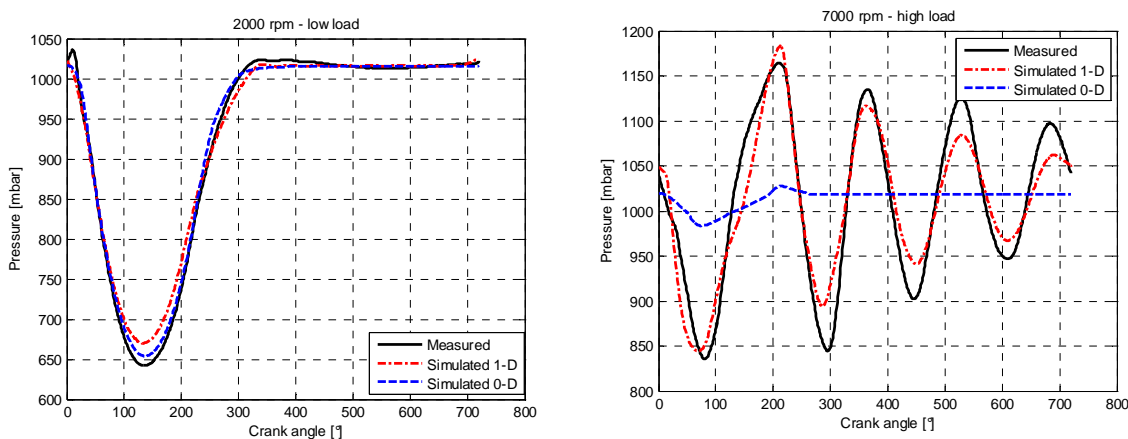 2000 rpm - low load
1050
1000
950
900
850
800
750
700
650
600
Pressure [mbar]
0 100 200 300 400 500 600 700 800
Crank angle [°]
Measured
Simulated 1-D
Simulated 0-D
7000 rpm - high load
1200
1150
1100
1050
1000
950
900
850
800
Pressure [mbar]
0 100 200 300 400 500 600 700 800
Crank angle [°]
Measured
Simulated 1-D
Simulated 0-D